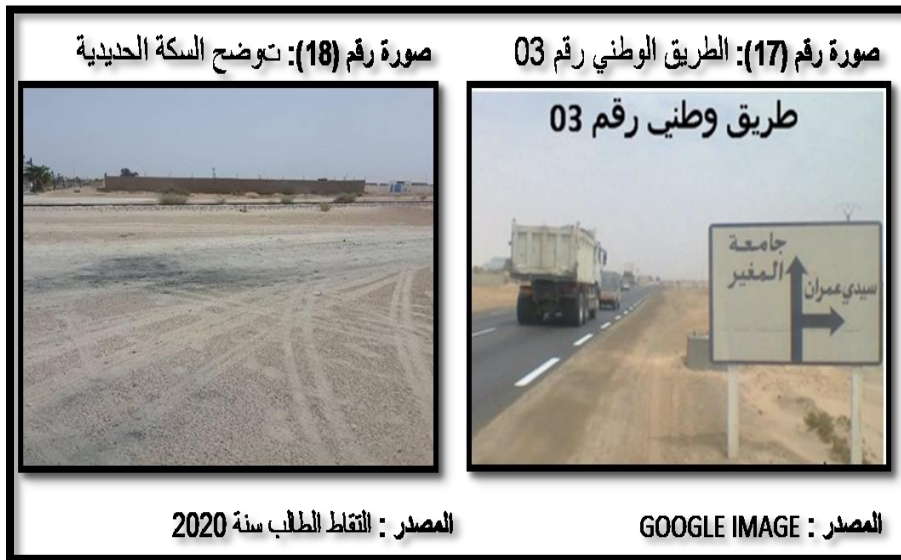 صورة رقم (17): الطريق الوطني رقم 03
صورة رقم (18): توضح السكة الحديدية
طريق وطني رقم 03
جامعة
المغير
سيدي عمران
المصدر : GOOGLE IMAGE
المصدر : التقاط الطالب سنة 2020